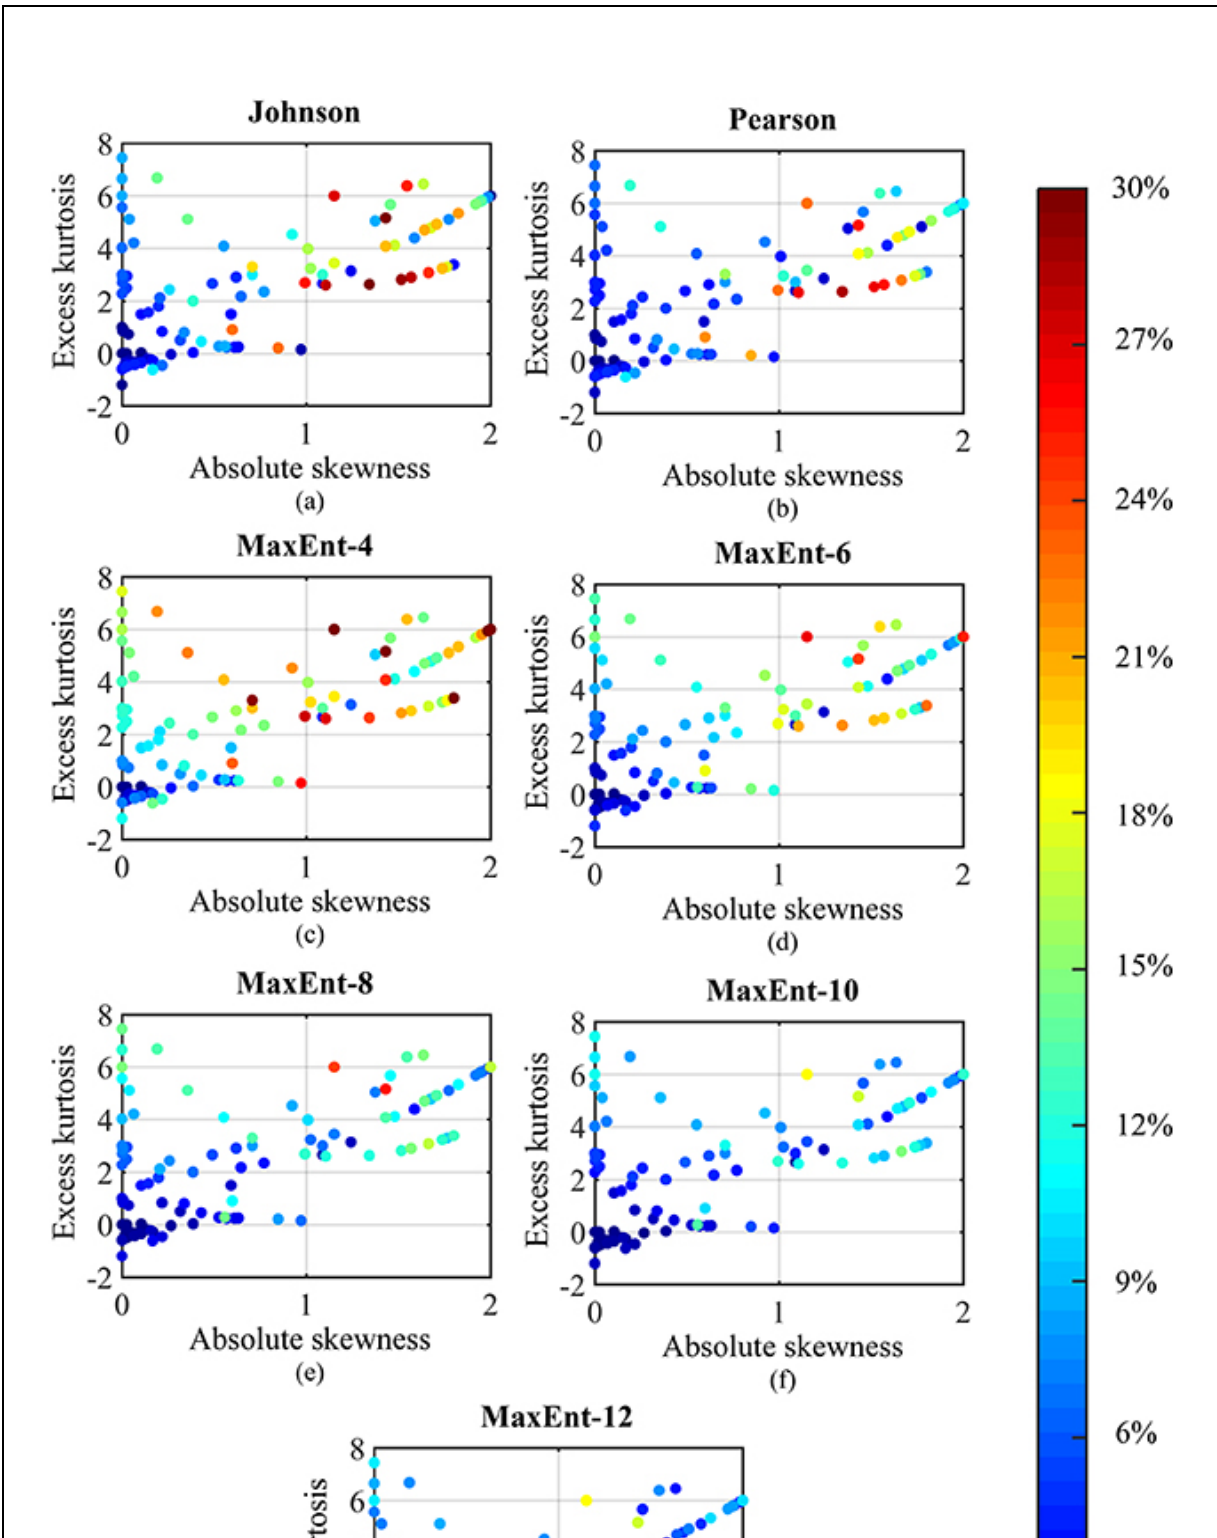 Johnson
8
6
4
2
0
-2
0 1 2
Excess kurtosis
Absolute skewness
(a)
Pearson
8
6
4
2
0
-2
0 1 2
Excess kurtosis
Absolute skewness
(b)
MaxEnt-4
8
6
4
2
0
-2
0 1 2
Excess kurtosis
Absolute skewness
(c)
MaxEnt-6
8
6
4
2
0
-2
0 1 2
Excess kurtosis
Absolute skewness
(d)
MaxEnt-8
8
6
4
2
0
-2
0 1 2
Excess kurtosis
Absolute skewness
(e)
MaxEnt-10
8
6
4
2
0
-2
0 1 2
Excess kurtosis
Absolute skewness
(f)
MaxEnt-12
8
6
tosis
30%
27%
24%
21%
18%
15%
12%
9%
6%